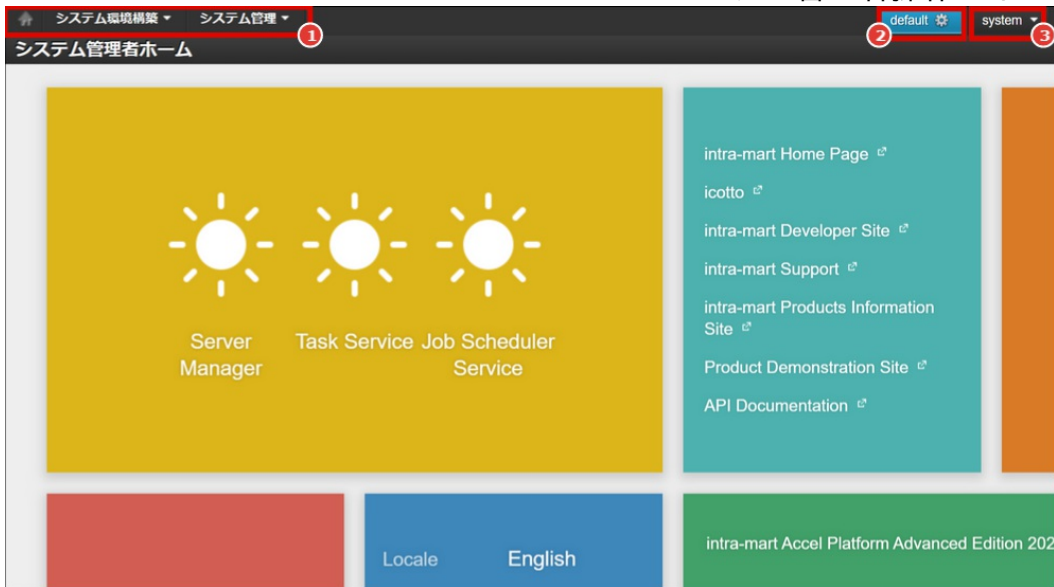 システム環境構築 システム管理
1
default
2
system
3
システム管理者ホーム
Server
Manager
Task Service
Job Scheduler
Service
intra-mart Home Page
icotto
intra-mart Developer Site
intra-mart Support
intra-mart Products Information
Site
Product Demonstration Site
API Documentation
Locale English
intra-mart Accel Platform Advanced Edition 202